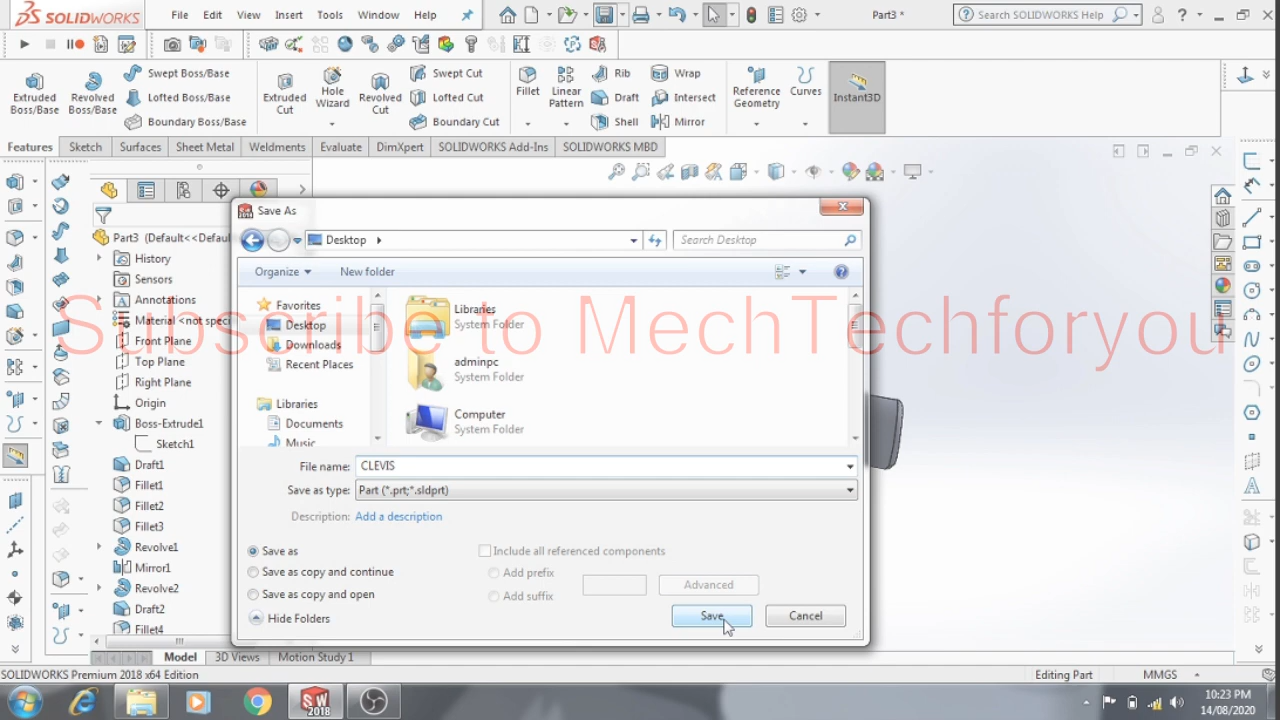 SOLIDWORKS
File Edit View Insert Tools Window Help
Part3 *
Search SOLIDWORKS Help
Extruded Boss/Base
Revolved Boss/Base
Swept Boss/Base
Lofted Boss/Base
Boundary Boss/Base
Extruded Cut
Hole Wizard
Revolved Cut
Swept Cut
Lofted Cut
Boundary Cut
Fillet
Linear Pattern
Rib
Draft
Shell
Wrap
Intersect
Mirror
Reference Geometry
Curves
Instant3D
Features Sketch Surfaces Sheet Metal Weldments Evaluate DimXpert SOLIDWORKS Add-Ins SOLIDWORKS MBD
Part3 (Default<<Defau
History
Sensors
Annotations
Material <not speci
Front Plane
Top Plane
Right Plane
Origin
Boss-Extrude1
Sketch1
Draft1
Fillet1
Fillet2
Fillet3
Revolve1
Mirror1
Revolve2
Draft2
Fillet4
Save As
Desktop
Search Desktop
Organize
New folder
Favorites
Desktop
Downloads
Recent Places
Libraries
Documents
Music
Libraries
System Folder
adminpc
System Folder
Computer
System Folder
Subscribe to MechTechforyou
File name: CLEVIS
Save as type: Part (*.prt;*.sldprt)
Description: Add a description
Save as
Save as copy and continue
Save as copy and open
Include all referenced components
Add prefix
Add suffix
Advanced
Hide Folders
Save
Cancel
Model 3D Views Motion Study 1
SOLIDWORKS Premium 2018 x64 Edition
Editing Part
MMGS
SW
2018
10:23 PM
14/08/2020